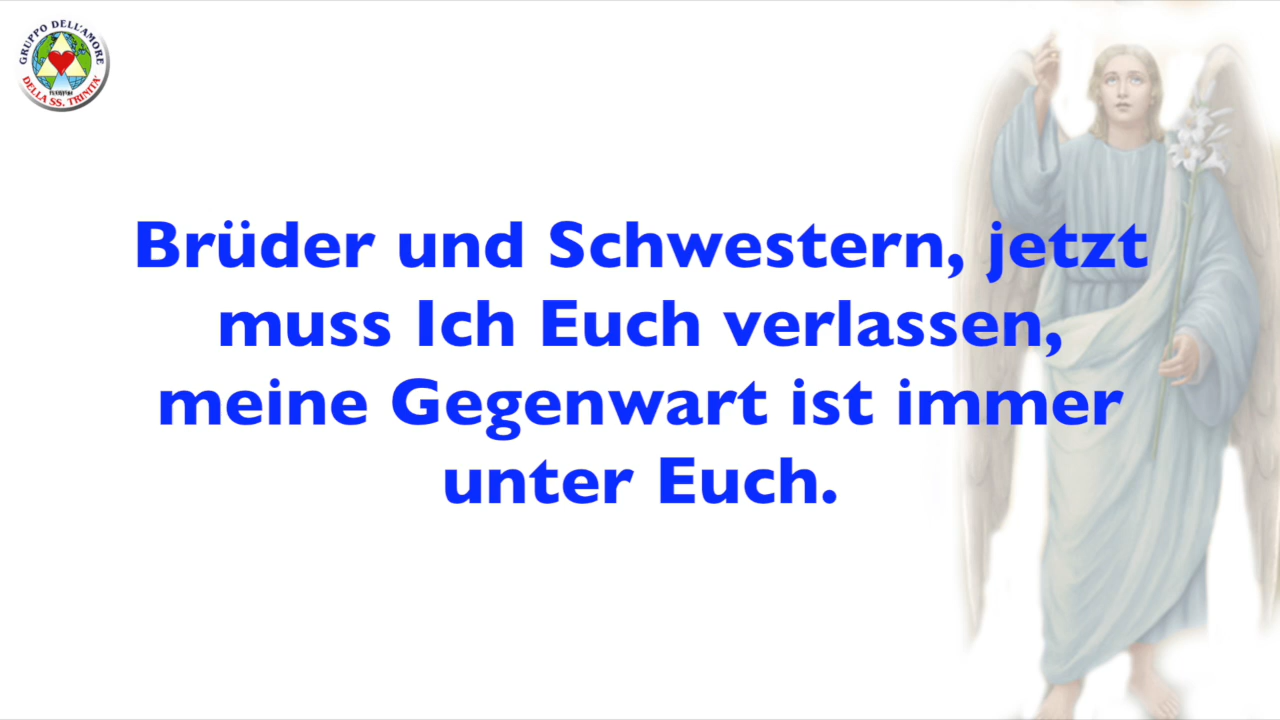 GRUPPO DELL'AMORE
DELLA SS. TRINITA'
Brüder und Schwestern, jetzt
muss Ich Euch verlassen,
meine Gegenwart ist immer
unter Euch.